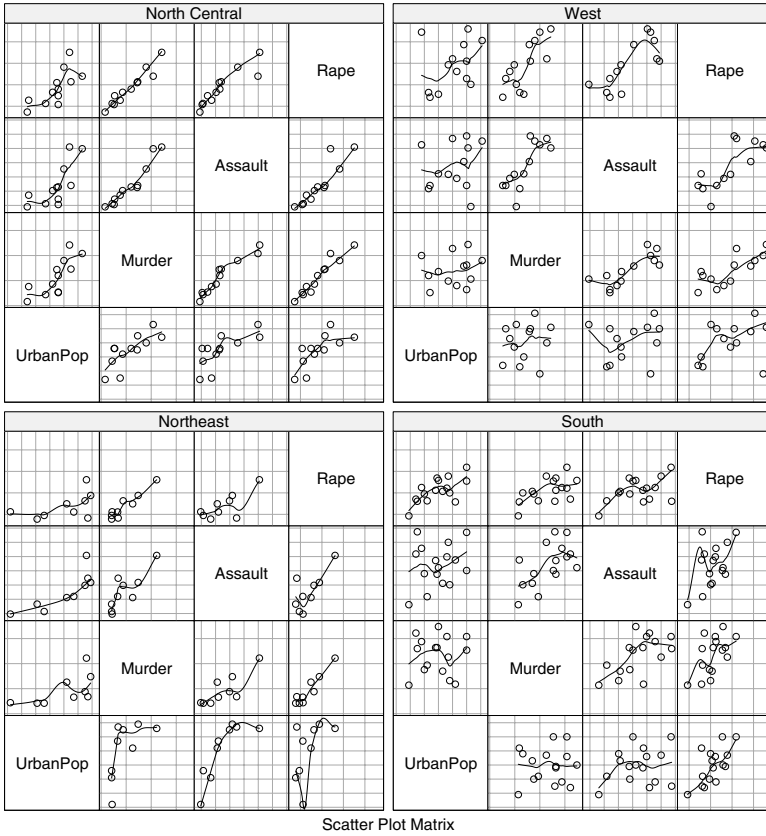 North Central
West
Rape
Rape
Assault
Assault
Murder
Murder
UrbanPop
UrbanPop
Northeast
South
Rape
Rape
Assault
Assault
Murder
Murder
UrbanPop
UrbanPop
Scatter Plot Matrix